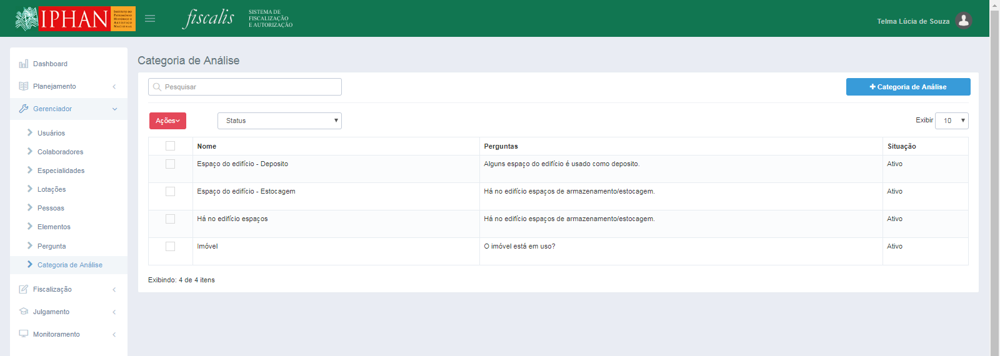 IPHAN
INSTITUTO DO
PATRIMÔNIO
HISTÓRICO E
ARTÍSTICO
NACIONAL
fiscalis
SISTEMA DE
FISCALIZAÇÃO
E AUTORIZAÇÃO
Telma Lúcia de Souza
Dashboard
Planejamento
Gerenciador
Usuários
Colaboradores
Especialidades
Lotações
Pessoas
Elementos
Pergunta
Categoria de Análise
Fiscalização
Julgamento
Monitoramento
Categoria de Análise
Pesquisar
+ Categoria de Análise
Ações
Status
Exibir 10
Nome Perguntas Situação
Espaço do edifício - Deposito Alguns espaço do edifício é usado como deposito. Ativo
Espaço do edifício - Estocagem Há no edifício espaços de armazenamento/estocagem. Ativo
Há no edifício espaços Há no edifício espaços de armazenamento/estocagem. Ativo
Imóvel O imóvel está em uso? Ativo
Exibindo: 4 de 4 itens